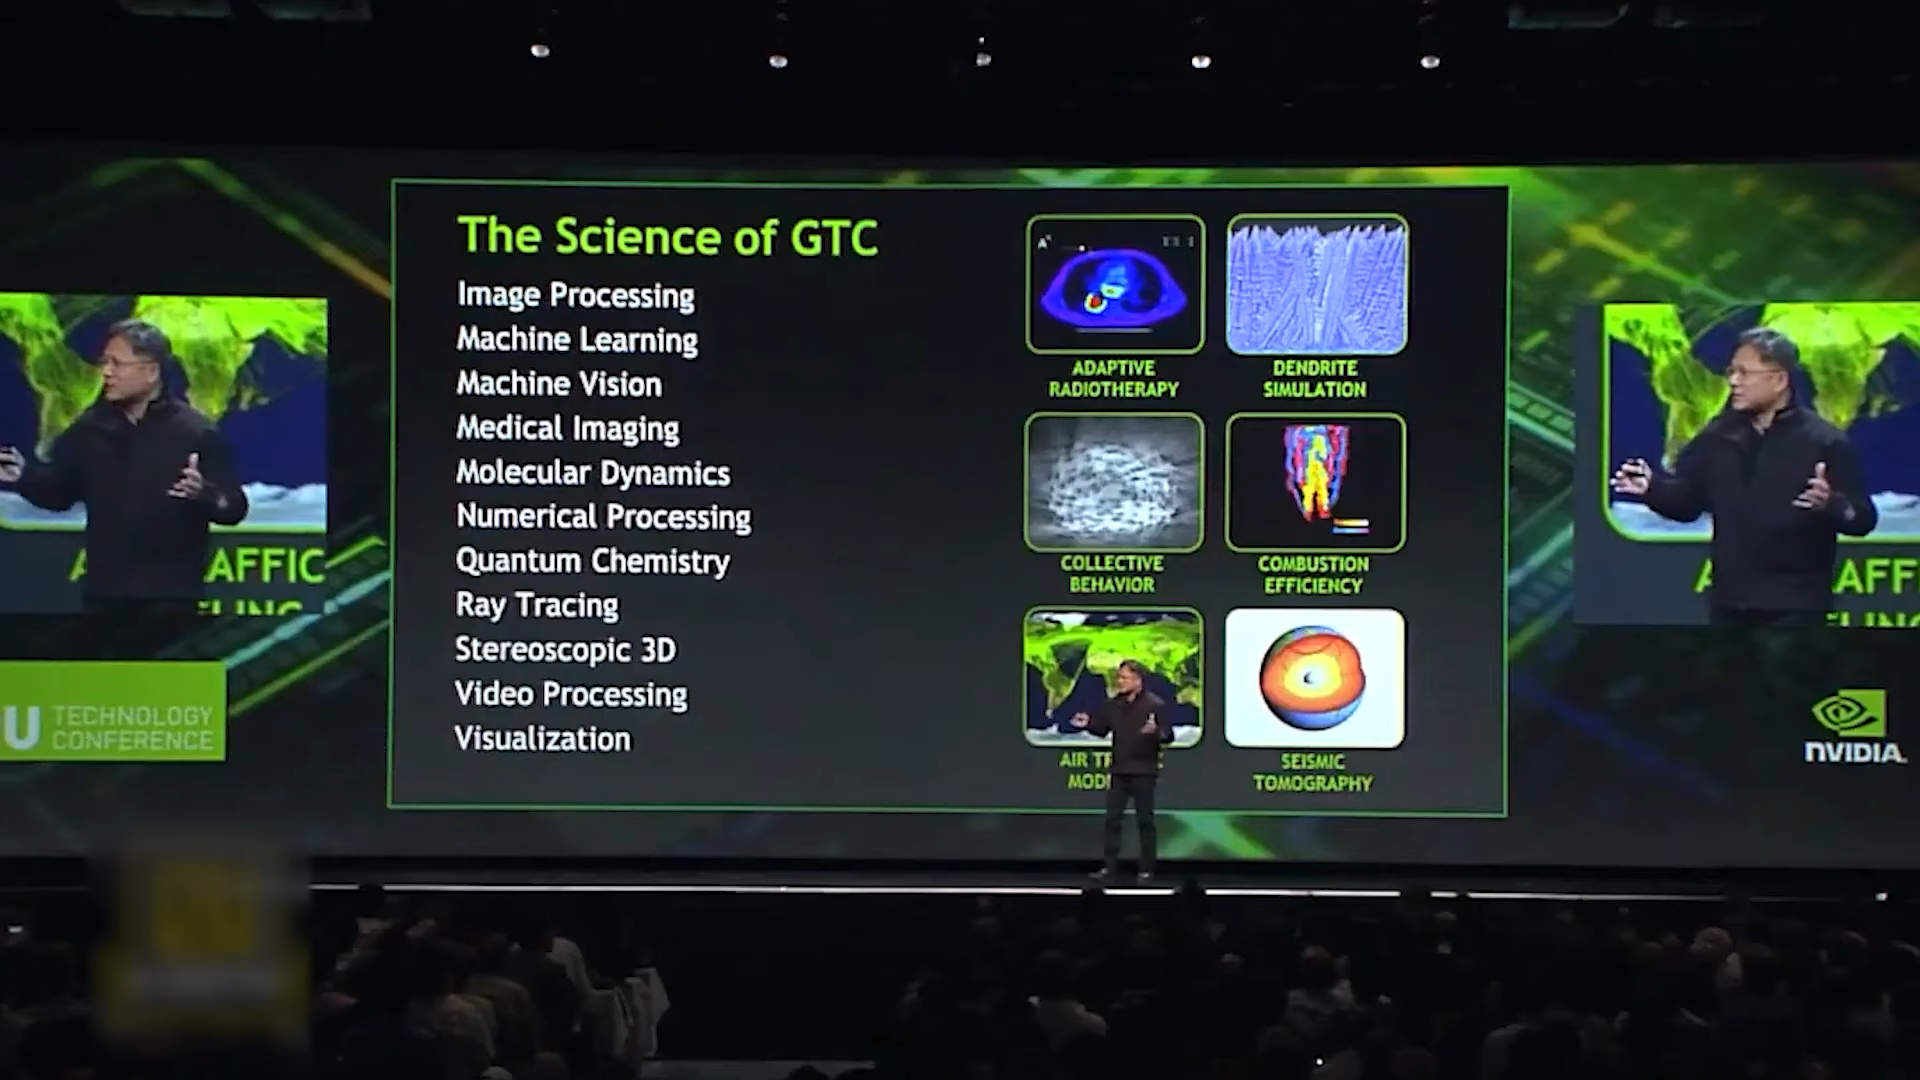 The Science of GTC
Image Processing
Machine Learning
Machine Vision
Medical Imaging
Molecular Dynamics
Numerical Processing
Quantum Chemistry
Ray Tracing
Stereoscopic 3D
Video Processing
Visualization
ADAPTIVE
RADIOTHERAPY
DENDRITE
SIMULATION
COLLECTIVE
BEHAVIOR
COMBUSTION
EFFICIENCY
AIR
SEISMIC
TOMOGRAPHY
U TECHNOLOGY
CONFERENCE
NVIDIA